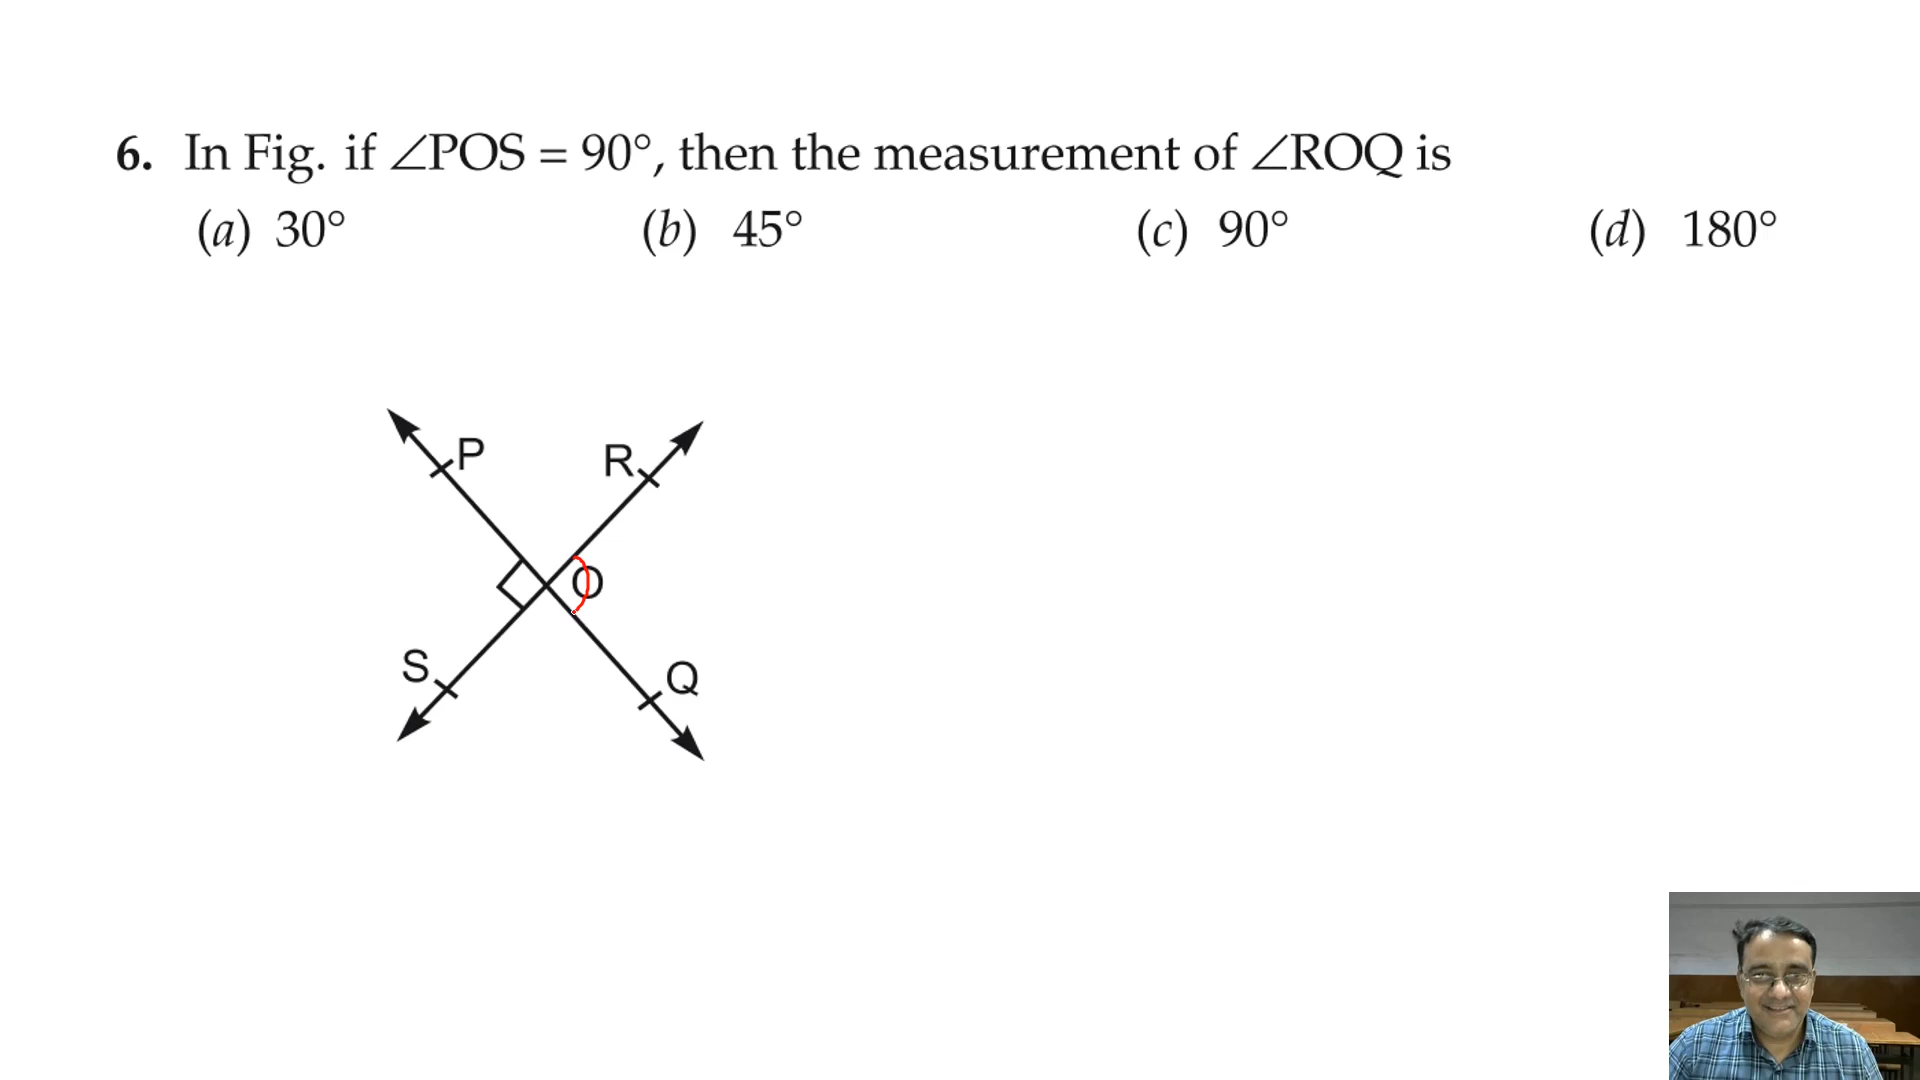 6. In Fig. if ∠POS = 90°, then the measurement of ∠ROQ is
(a) 30° (b) 45° (c) 90° (d) 180°
P
R
O
S
Q